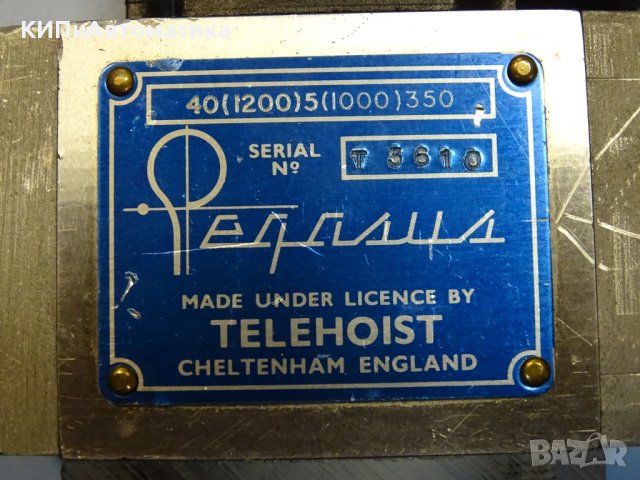 КИПиАвтоматика
40(1200)5(1000)350
SERIAL
Nº
T 3610
Pegasus
MADE UNDER LICENCE BY
TELEHOIST
CHELTENHAM ENGLAND
BAZAR